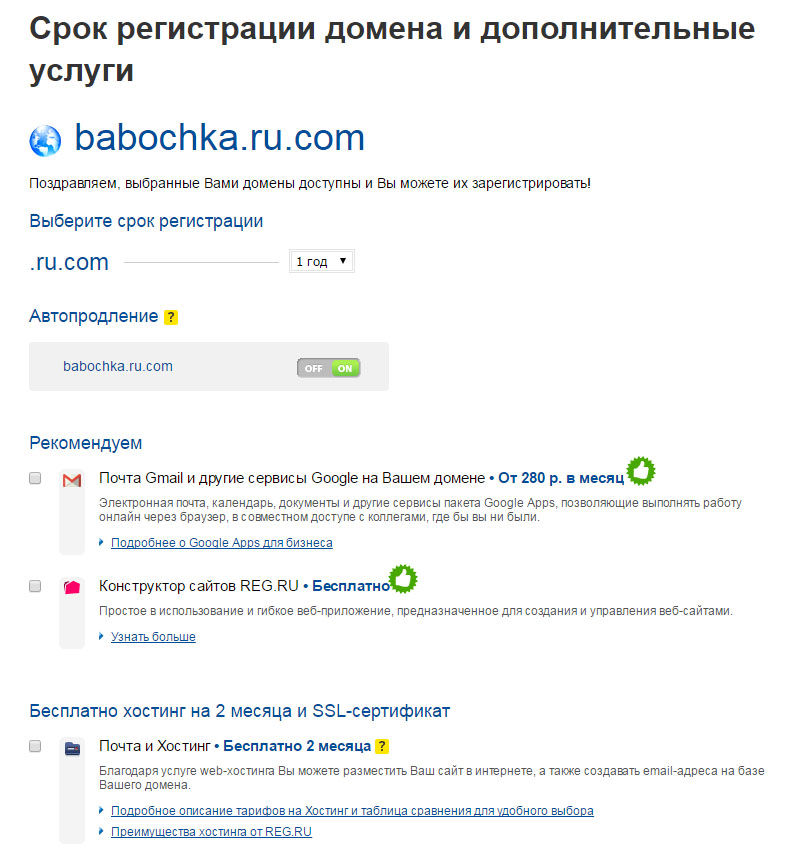 Срок регистрации домена и дополнительные
услуги
babochka.ru.com
Поздравляем, выбранные Вами домены доступны и Вы можете их зарегистрировать!
Выберите срок регистрации
.ru.com 1 год
Автопродление ?
babochka.ru.com OFF ON
Рекомендуем
Почта Gmail и другие сервисы Google на Вашем домене • От 280 р. в месяц
Электронная почта, календарь, документы и другие сервисы пакета Google Apps, позволяющие выполнять работу
онлайн через браузер, в совместном доступе с коллегами, где бы вы ни были.
Подробнее о Google Apps для бизнеса
Конструктор сайтов REG.RU • Бесплатно
Простое в использование и гибкое веб-приложение, предназначенное для создания и управления веб-сайтами.
Узнать больше
Бесплатно хостинг на 2 месяца и SSL-сертификат
Почта и Хостинг • Бесплатно 2 месяца ?
Благодаря услуге web-хостинга Вы можете разместить Ваш сайт в интернете, а также создавать email-адреса на базе
Вашего домена.
Подробное описание тарифов на Хостинг и таблица сравнения для удобного выбора
Преимущества хостинга от REG.RU